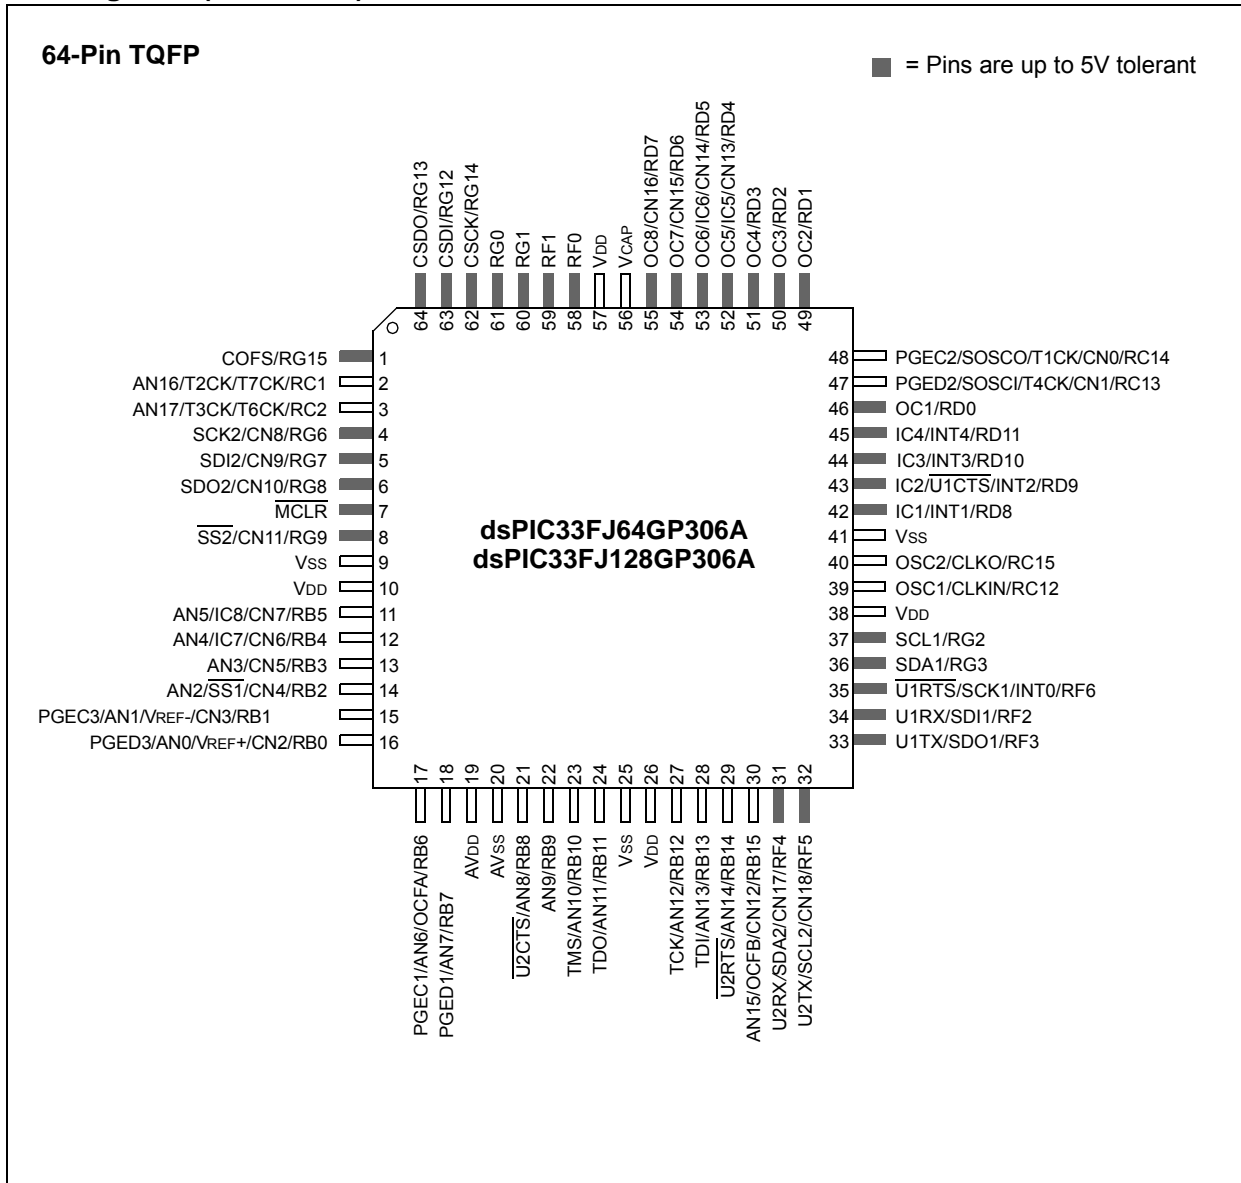 64-Pin TQFP
= Pins are up to 5V tolerant
CSDO/RG13
CSDI/RG12
CSCK/RG14
RG0
RG1
RF1
RF0
VDD
VCAP
OC8/CN16/RD7
OC7/CN15/RD6
OC6/IC6/CN14/RD5
OC5/IC5/CN13/RD4
OC4/RD3
OC3/RD2
OC2/RD1
64
63
62
61
60
59
58
57
56
55
54
53
52
51
50
49
COFS/RG15 1
AN16/T2CK/T7CK/RC1 2
AN17/T3CK/T6CK/RC2 3
SCK2/CN8/RG6 4
SDI2/CN9/RG7 5
SDO2/CN10/RG8 6
MCLR 7
SS2/CN11/RG9 8
VSS 9
VDD 10
AN5/IC8/CN7/RB5 11
AN4/IC7/CN6/RB4 12
AN3/CN5/RB3 13
AN2/SS1/CN4/RB2 14
PGEC3/AN1/VREF-/CN3/RB1 15
PGED3/AN0/VREF+/CN2/RB0 16
dsPIC33FJ64GP306A
dsPIC33FJ128GP306A
48 PGEC2/SOSCO/T1CK/CN0/RC14
47 PGED2/SOSCI/T4CK/CN1/RC13
46 OC1/RD0
45 IC4/INT4/RD11
44 IC3/INT3/RD10
43 IC2/U1CTS/INT2/RD9
42 IC1/INT1/RD8
41 VSS
40 OSC2/CLKO/RC15
39 OSC1/CLKIN/RC12
38 VDD
37 SCL1/RG2
36 SDA1/RG3
35 U1RTS/SCK1/INT0/RF6
34 U1RX/SDI1/RF2
33 U1TX/SDO1/RF3
17
18
19
20
21
22
23
24
25
26
27
28
29
30
31
32
PGEC1/AN6/OCFA/RB6
PGED1/AN7/RB7
AVDD
AVSS
U2CTS/AN8/RB8
AN9/RB9
TMS/AN10/RB10
TDO/AN11/RB11
VSS
VDD
TCK/AN12/RB12
TDI/AN13/RB13
U2RTS/AN14/RB14
AN15/OCFB/CN12/RB15
U2RX/SDA2/CN17/RF4
U2TX/SCL2/CN18/RF5